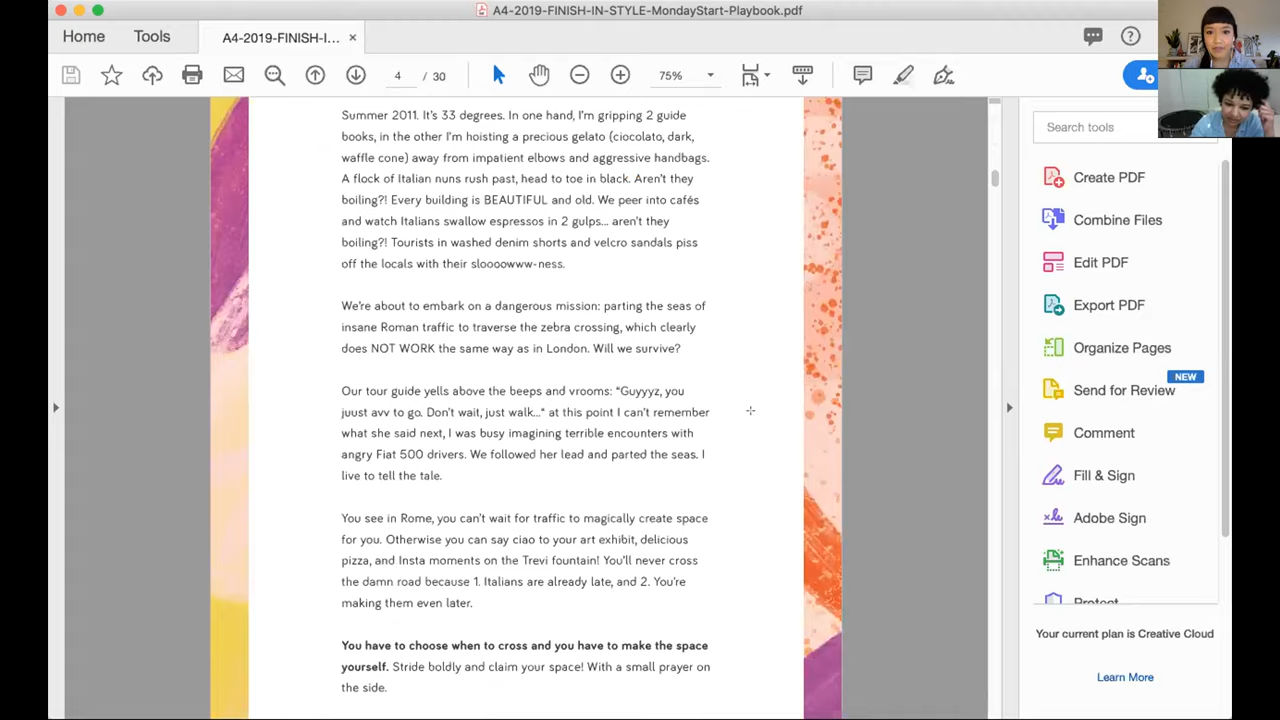 A4-2019-FINISH-IN-STYLE-MondayStart-Playbook.pdf
Home
Tools
A4-2019-FINISH-I...
4 / 30
75%
Summer 2011. It's 33 degrees. In one hand, I'm gripping 2 guide
books, in the other I'm hoisting a precious gelato (cioccolato, dark,
waffle cone) away from impatient elbows and aggressive handbags.
A flock of Italian nuns rush past, head to toe in black. Aren't they
boiling?! Every building is BEAUTIFUL and old. We peer into cafés
and watch Italians swallow espressos in 2 gulps... aren't they
boiling?! Tourists in washed denim shorts and velcro sandals piss
off the locals with their sloooowww-ness.
We're about to embark on a dangerous mission: parting the seas of
insane Roman traffic to traverse the zebra crossing, which clearly
does NOT WORK the same way as in London. Will we survive?
Our tour guide yells above the beeps and vrooms: "Guyyyz, you
juust avv to go. Don't wait, just walk..." at this point I can't remember
what she said next, I was busy imagining terrible encounters with
angry Fiat 500 drivers. We followed her lead and parted the seas. I
live to tell the tale.
You see in Rome, you can't wait for traffic to magically create space
for you. Otherwise you can say ciao to your art exhibit, delicious
pizza, and Insta moments on the Trevi fountain! You'll never cross
the damn road because 1. Italians are already late, and 2. You're
making them even later.
You have to choose when to cross and you have to make the space
yourself. Stride boldly and claim your space! With a small prayer on
the side.
Search tools
Create PDF
Combine Files
Edit PDF
Export PDF
Organize Pages
NEW
Send for Review
Comment
Fill & Sign
Adobe Sign
Enhance Scans
Protect
Your current plan is Creative Cloud
Learn More